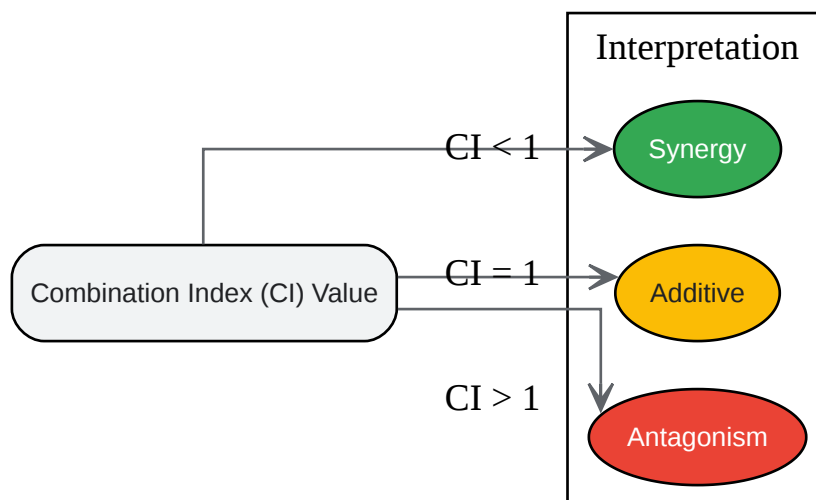 Interpretation
CI < 1
Synergy
Combination Index (CI) Value
CI = 1
Additive
CI > 1
Antagonism